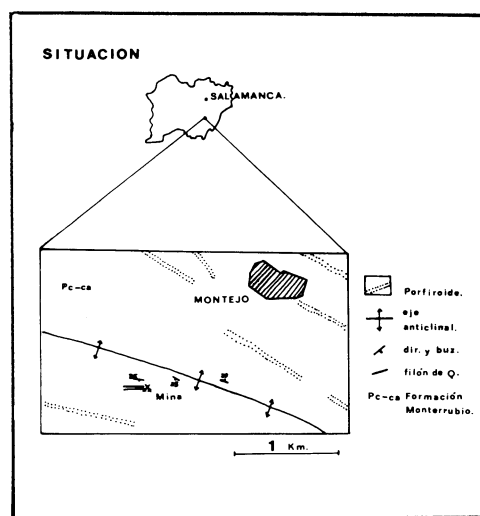 SITUACION
SALAMANCA.
Pc-ca
MONTEJO
Mina
1 Km.
Porfiroide.
eje
anticlinal.
dir. y buz.
filón de Q.
Pc-ca Formación
Monterrubio.